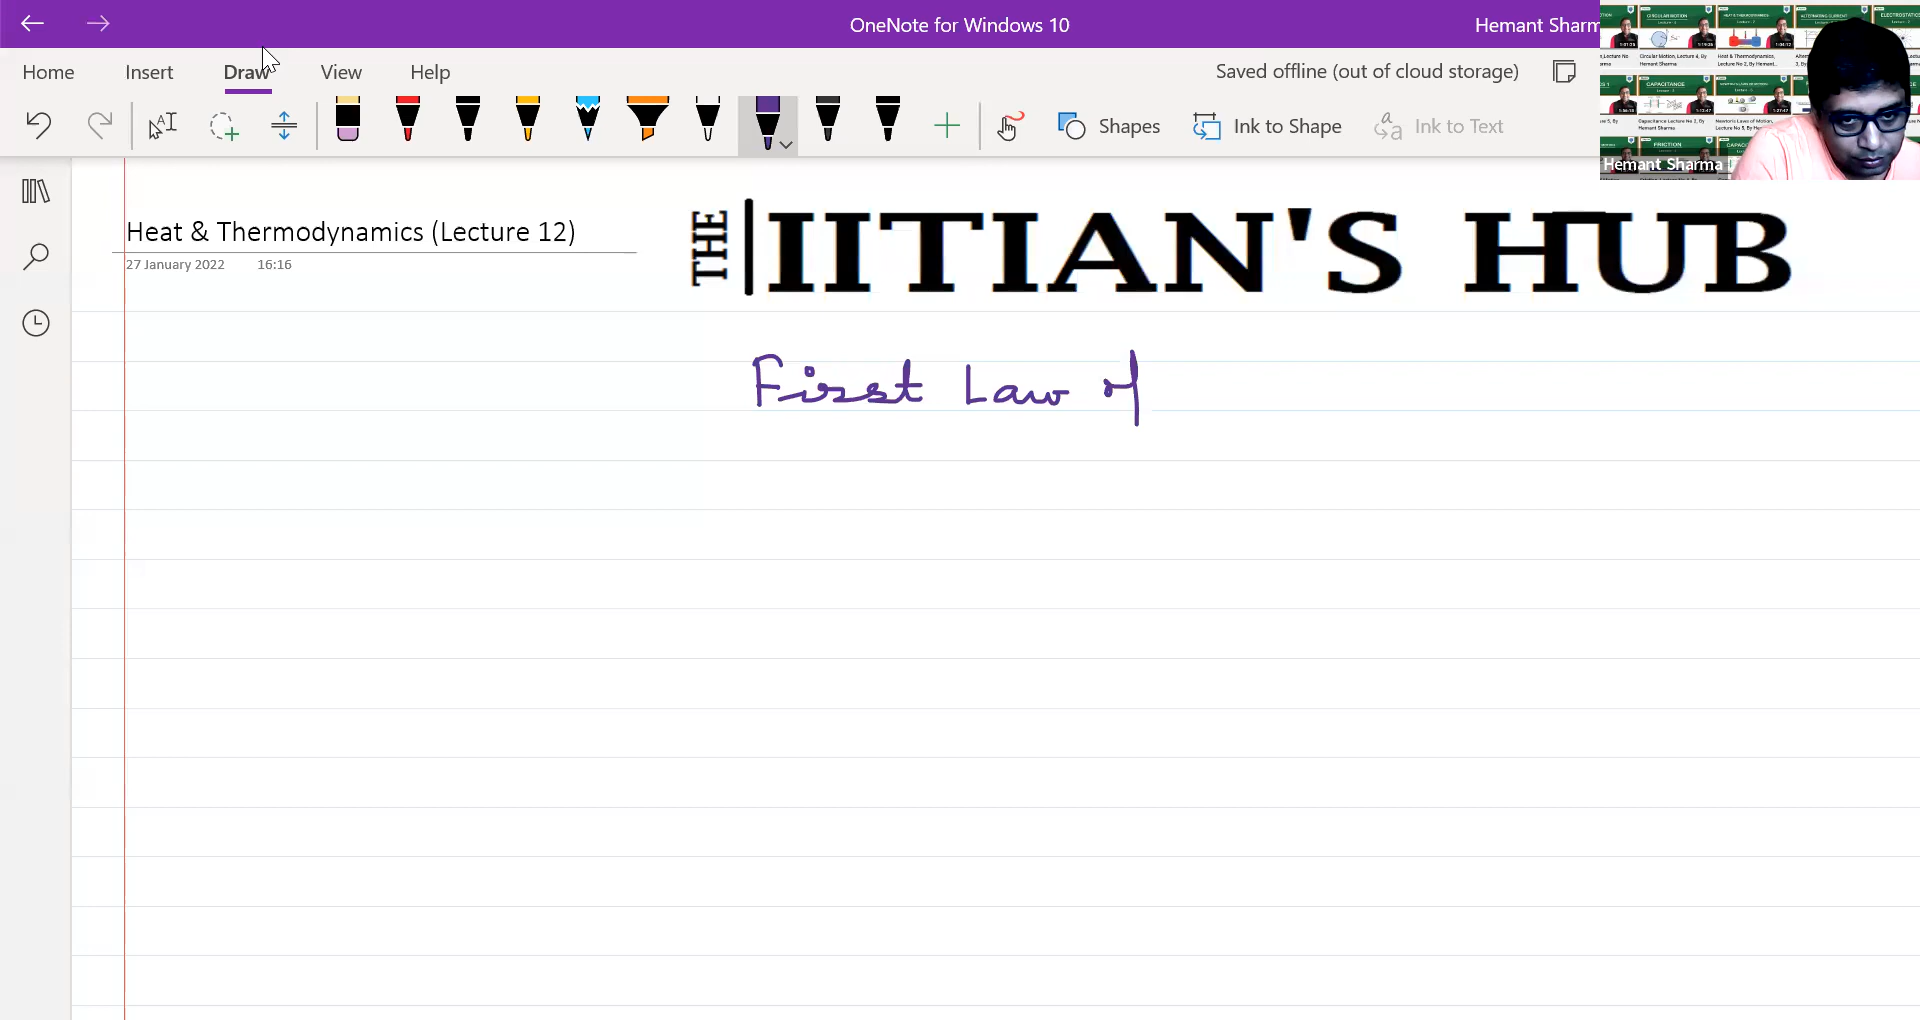 OneNote for Windows 10
Hemant Sharm
Home Insert Draw View Help
Saved offline (out of cloud storage)
Shapes Ink to Shape Ink to Text
Hemant Sharma
Heat & Thermodynamics (Lecture 12)
27 January 2022 16:16
THE IITIAN'S HUB
First Law of